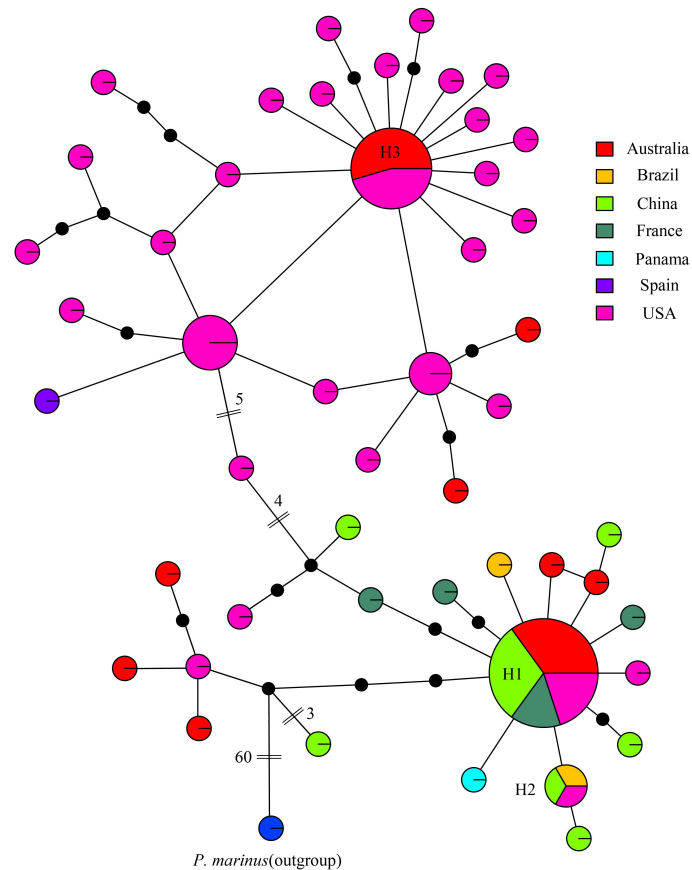 H3
Australia
Brazil
China
France
Panama
Spain
USA
5
4
H1
3
60
H2
P. marinus(outgroup)